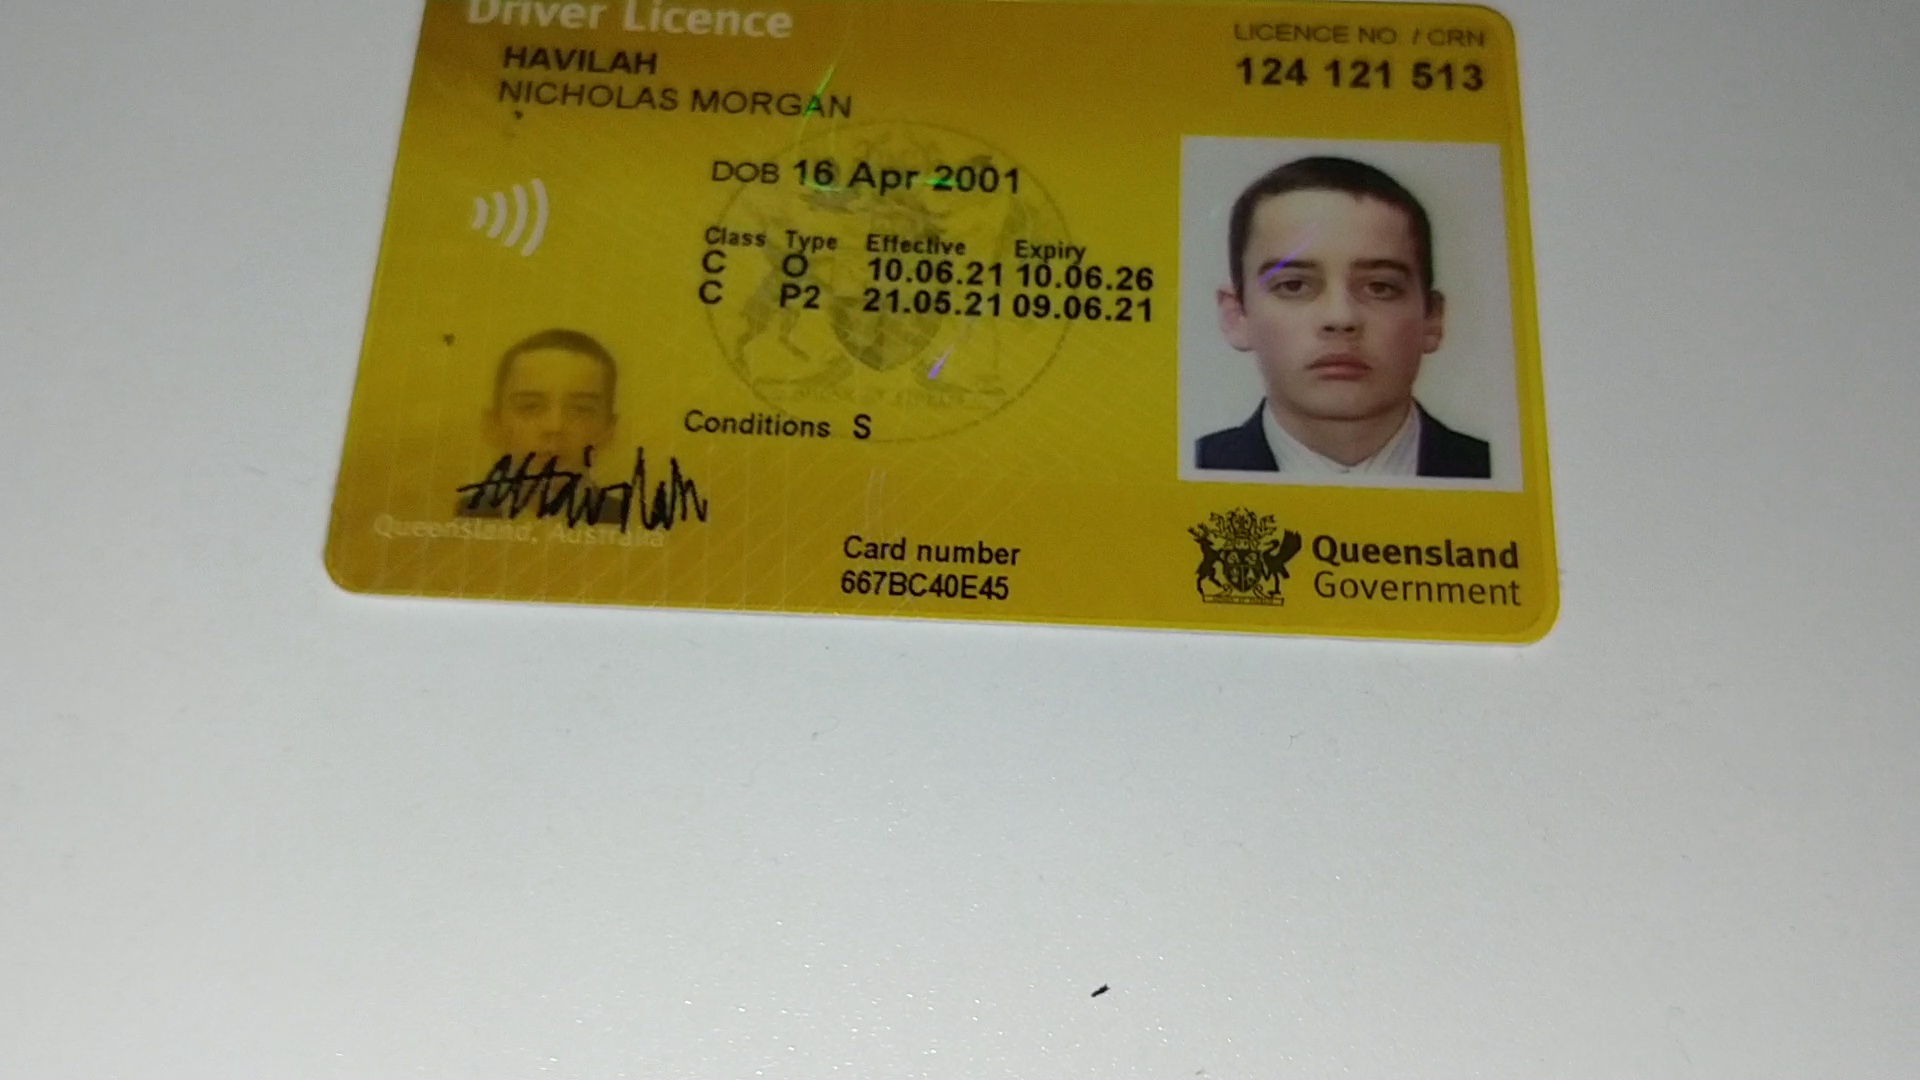 Driver Licence
HAVILAH
NICHOLAS MORGAN
LICENCE NO. / CRN
124 121 513
DOB 16 Apr 2001
Class Type Effective Expiry
C O 10.06.21 10.06.26
C P2 21.05.21 09.06.21
Conditions S
Queensland, Australia
Card number
667BC40E45
Queensland
Government